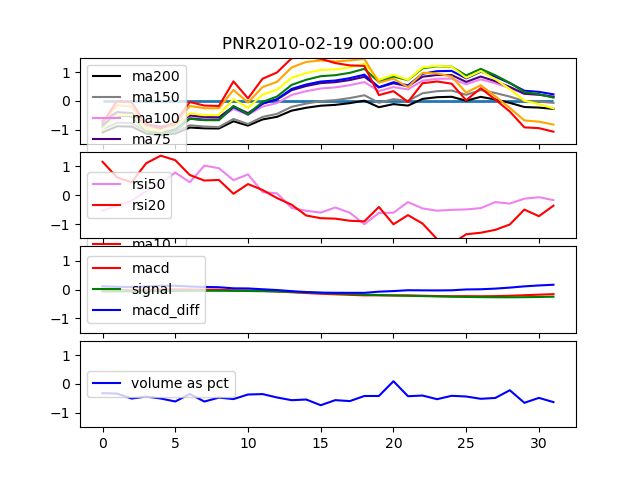 PNR2010-02-19 00:00:00
1
0
−1
ma200
ma150
ma100
ma75
1
0
−1
rsi50
rsi20
ma10
1
0
−1
macd
signal
macd_diff
1
0
−1
volume as pct
0 5 10 15 20 25 30